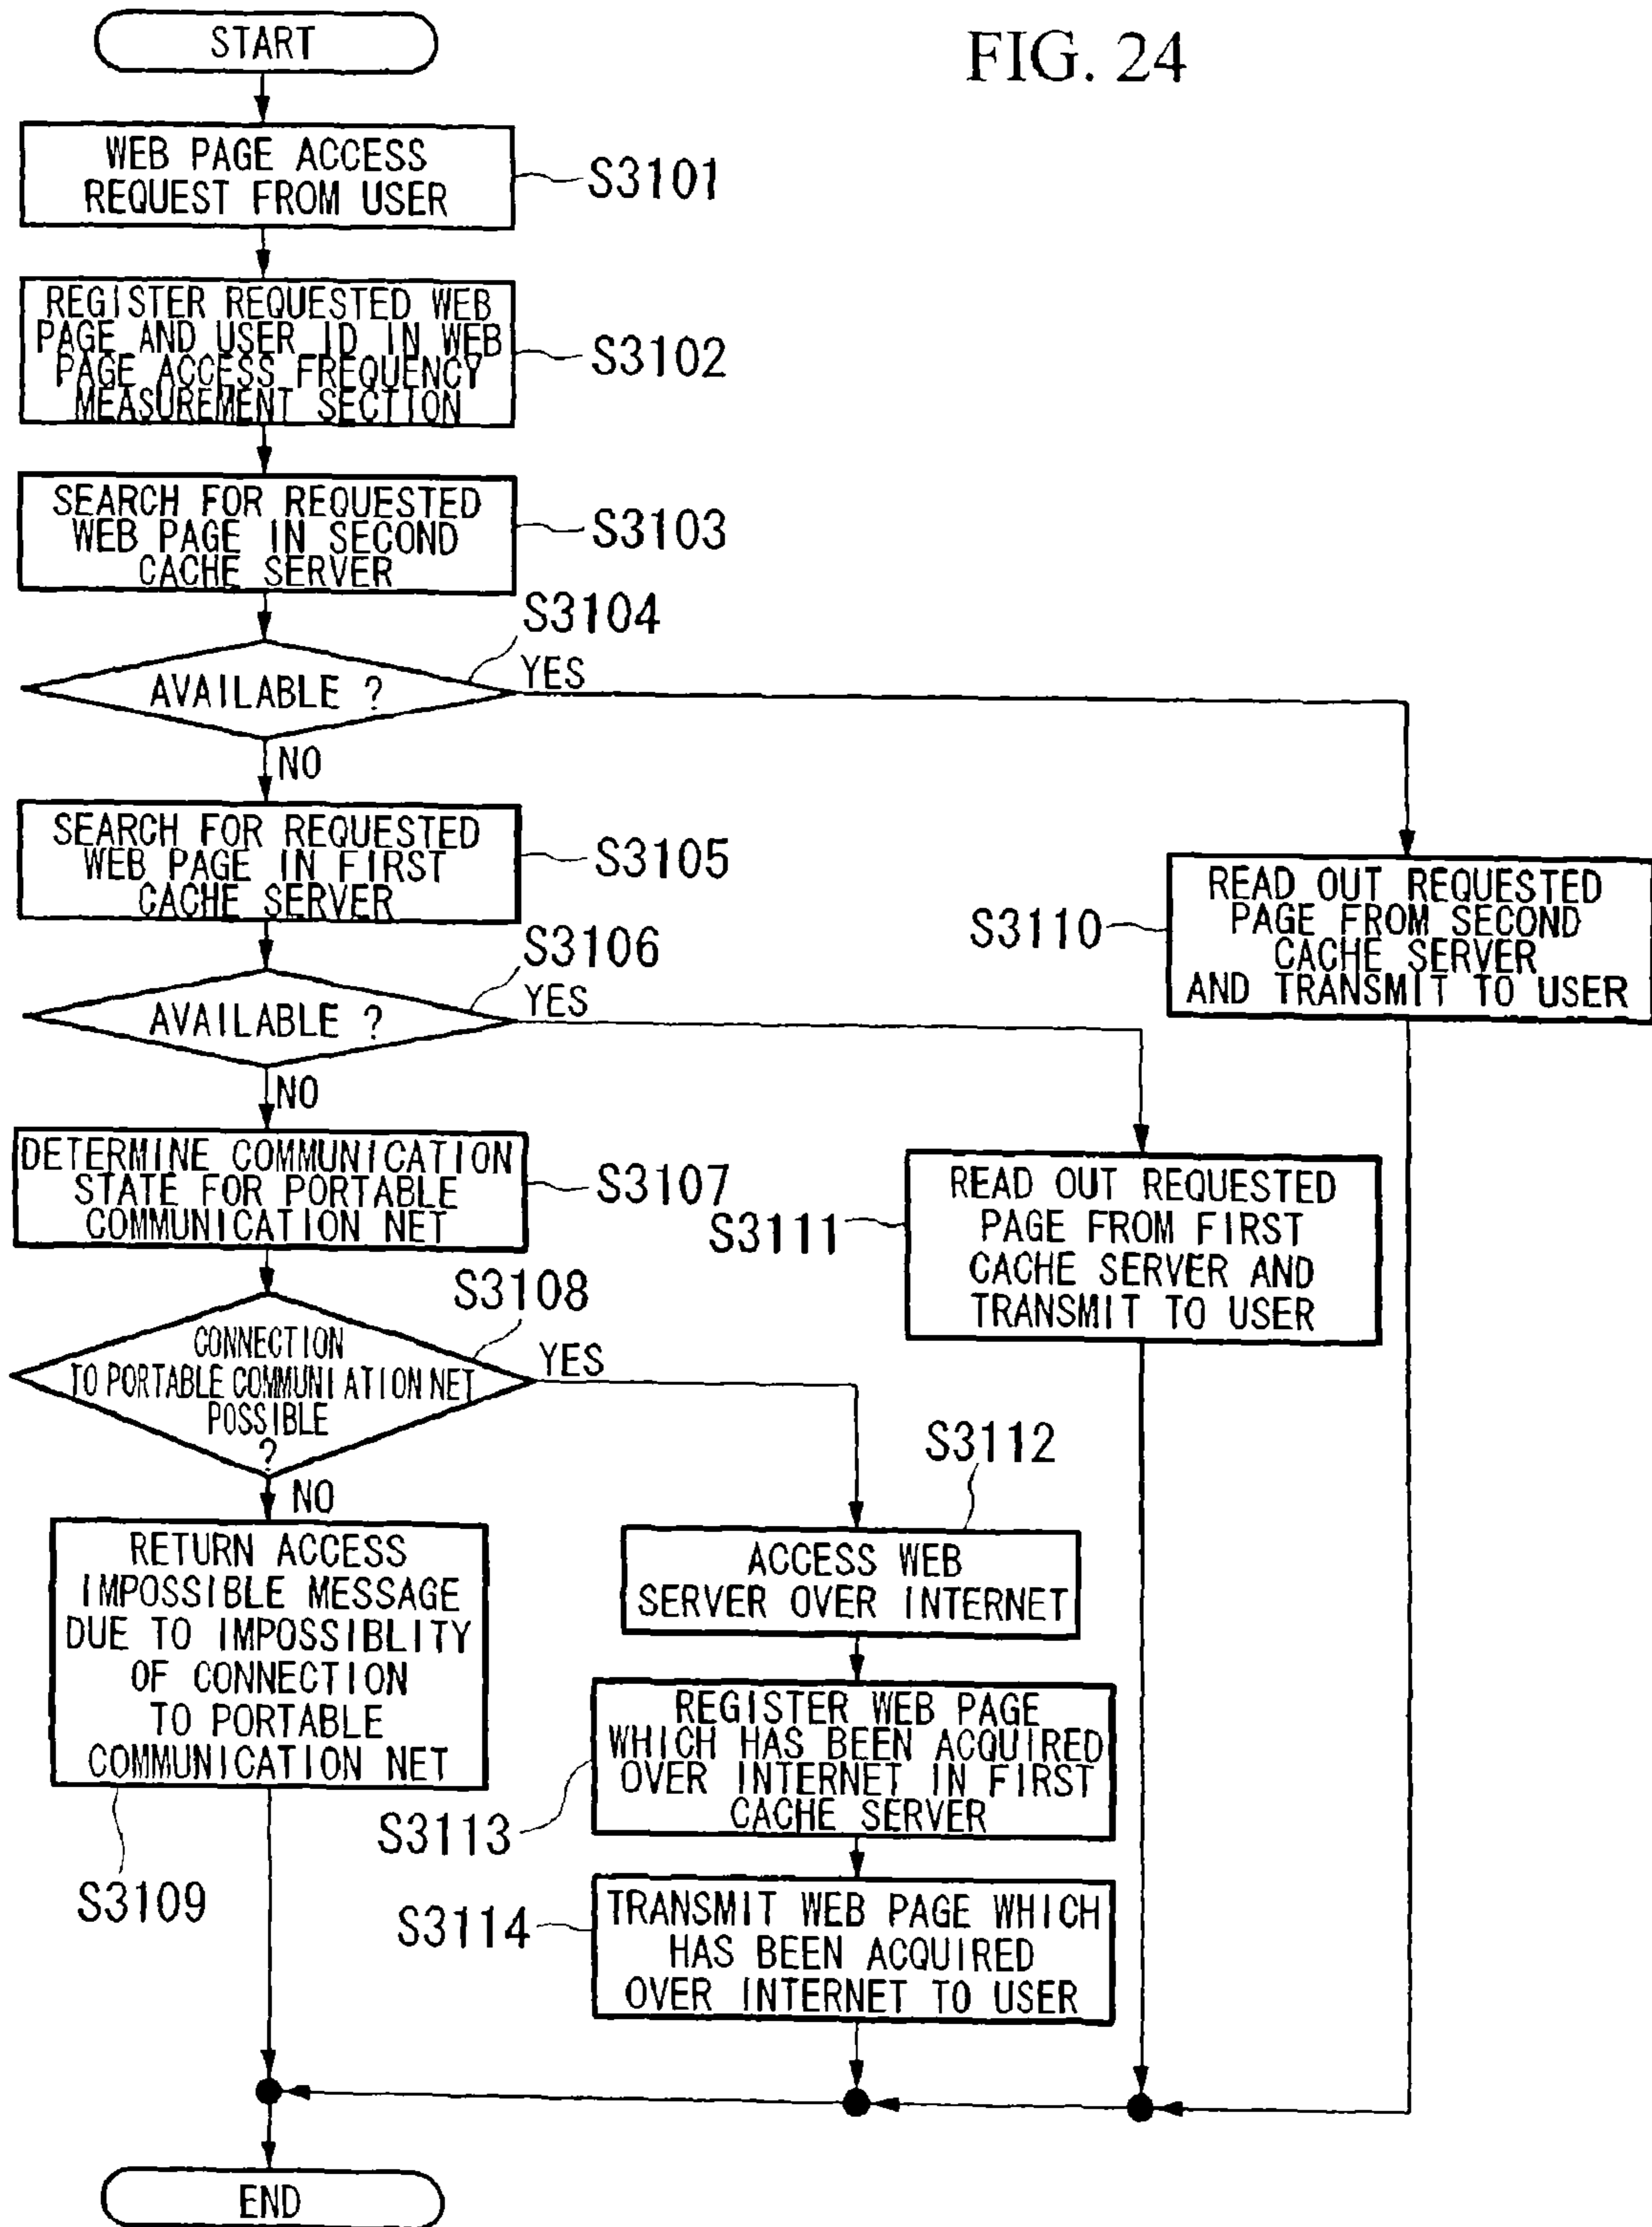 FIG. 24
START
WEB PAGE ACCESS
REQUEST FROM USER
S3101
REGISTER REQUESTED WEB
PAGE AND USER ID IN WEB
PAGE ACCESS FREQUENCY
MEASUREMENT SECTION
S3102
SEARCH FOR REQUESTED
WEB PAGE IN SECOND
CACHE SERVER
S3103
S3104
AVAILABLE ?
YES
NO
SEARCH FOR REQUESTED
WEB PAGE IN FIRST
CACHE SERVER
S3105
READ OUT REQUESTED
PAGE FROM SECOND
CACHE SERVER
AND TRANSMIT TO USER
S3110
S3106
AVAILABLE ?
YES
NO
DETERMINE COMMUNICATION
STATE FOR PORTABLE
COMMUNICATION NET
S3107
READ OUT REQUESTED
PAGE FROM FIRST
CACHE SERVER AND
TRANSMIT TO USER
S3111
S3108
CONNECTION
TO PORTABLE COMMUNIATION NET
POSSIBLE
?
YES
NO
RETURN ACCESS
IMPOSSIBLE MESSAGE
DUE TO IMPOSSIBLITY
OF CONNECTION
TO PORTABLE
COMMUNICATION NET
S3109
S3112
ACCESS WEB
SERVER OVER INTERNET
REGISTER WEB PAGE
WHICH HAS BEEN ACQUIRED
OVER INTERNET IN FIRST
CACHE SERVER
S3113
TRANSMIT WEB PAGE WHICH
HAS BEEN ACQUIRED
OVER INTERNET TO USER
S3114
END